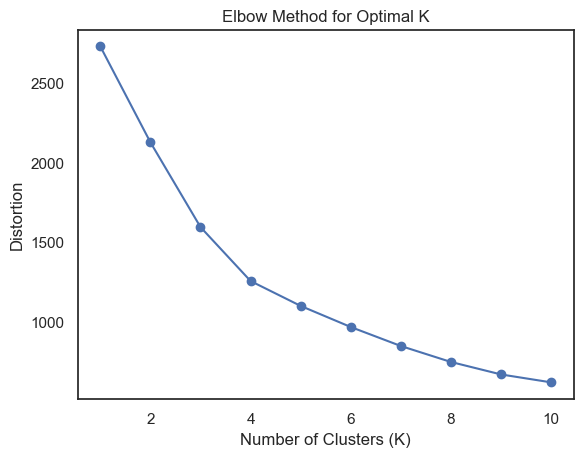 Elbow Method for Optimal K
2500
2000
1500
1000
Distortion
2 4 6 8 10
Number of Clusters (K)